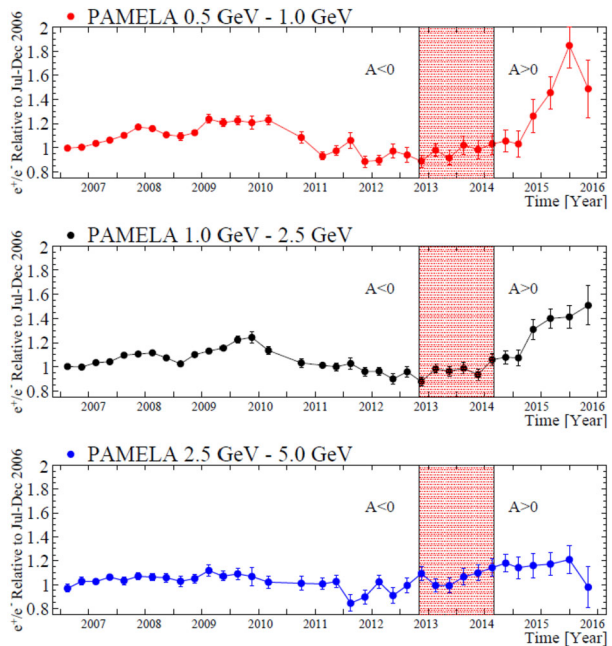 PAMELA 0.5 GeV - 1.0 GeV
e⁺/e⁻ Relative to Jul-Dec 2006
2
1.8
1.6
1.4
1.2
1
0.8
A<0
A>0
2007 2008 2009 2010 2011 2012 2013 2014 2015 2016
Time [Year]
PAMELA 1.0 GeV - 2.5 GeV
e⁺/e⁻ Relative to Jul-Dec 2006
2
1.8
1.6
1.4
1.2
1
0.8
A<0
A>0
2007 2008 2009 2010 2011 2012 2013 2014 2015 2016
Time [Year]
PAMELA 2.5 GeV - 5.0 GeV
e⁺/e⁻ Relative to Jul-Dec 2006
2
1.8
1.6
1.4
1.2
1
0.8
A<0
A>0
2007 2008 2009 2010 2011 2012 2013 2014 2015 2016
Time [Year]